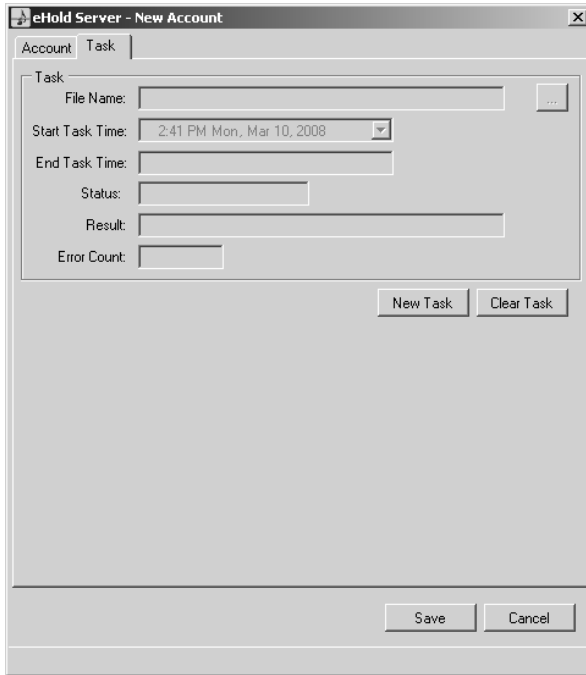 eHold Server - New Account
Account Task
Task
File Name: ...
Start Task Time: 2:41 PM Mon, Mar 10, 2008
End Task Time:
Status:
Result:
Error Count:
New Task Clear Task
Save Cancel